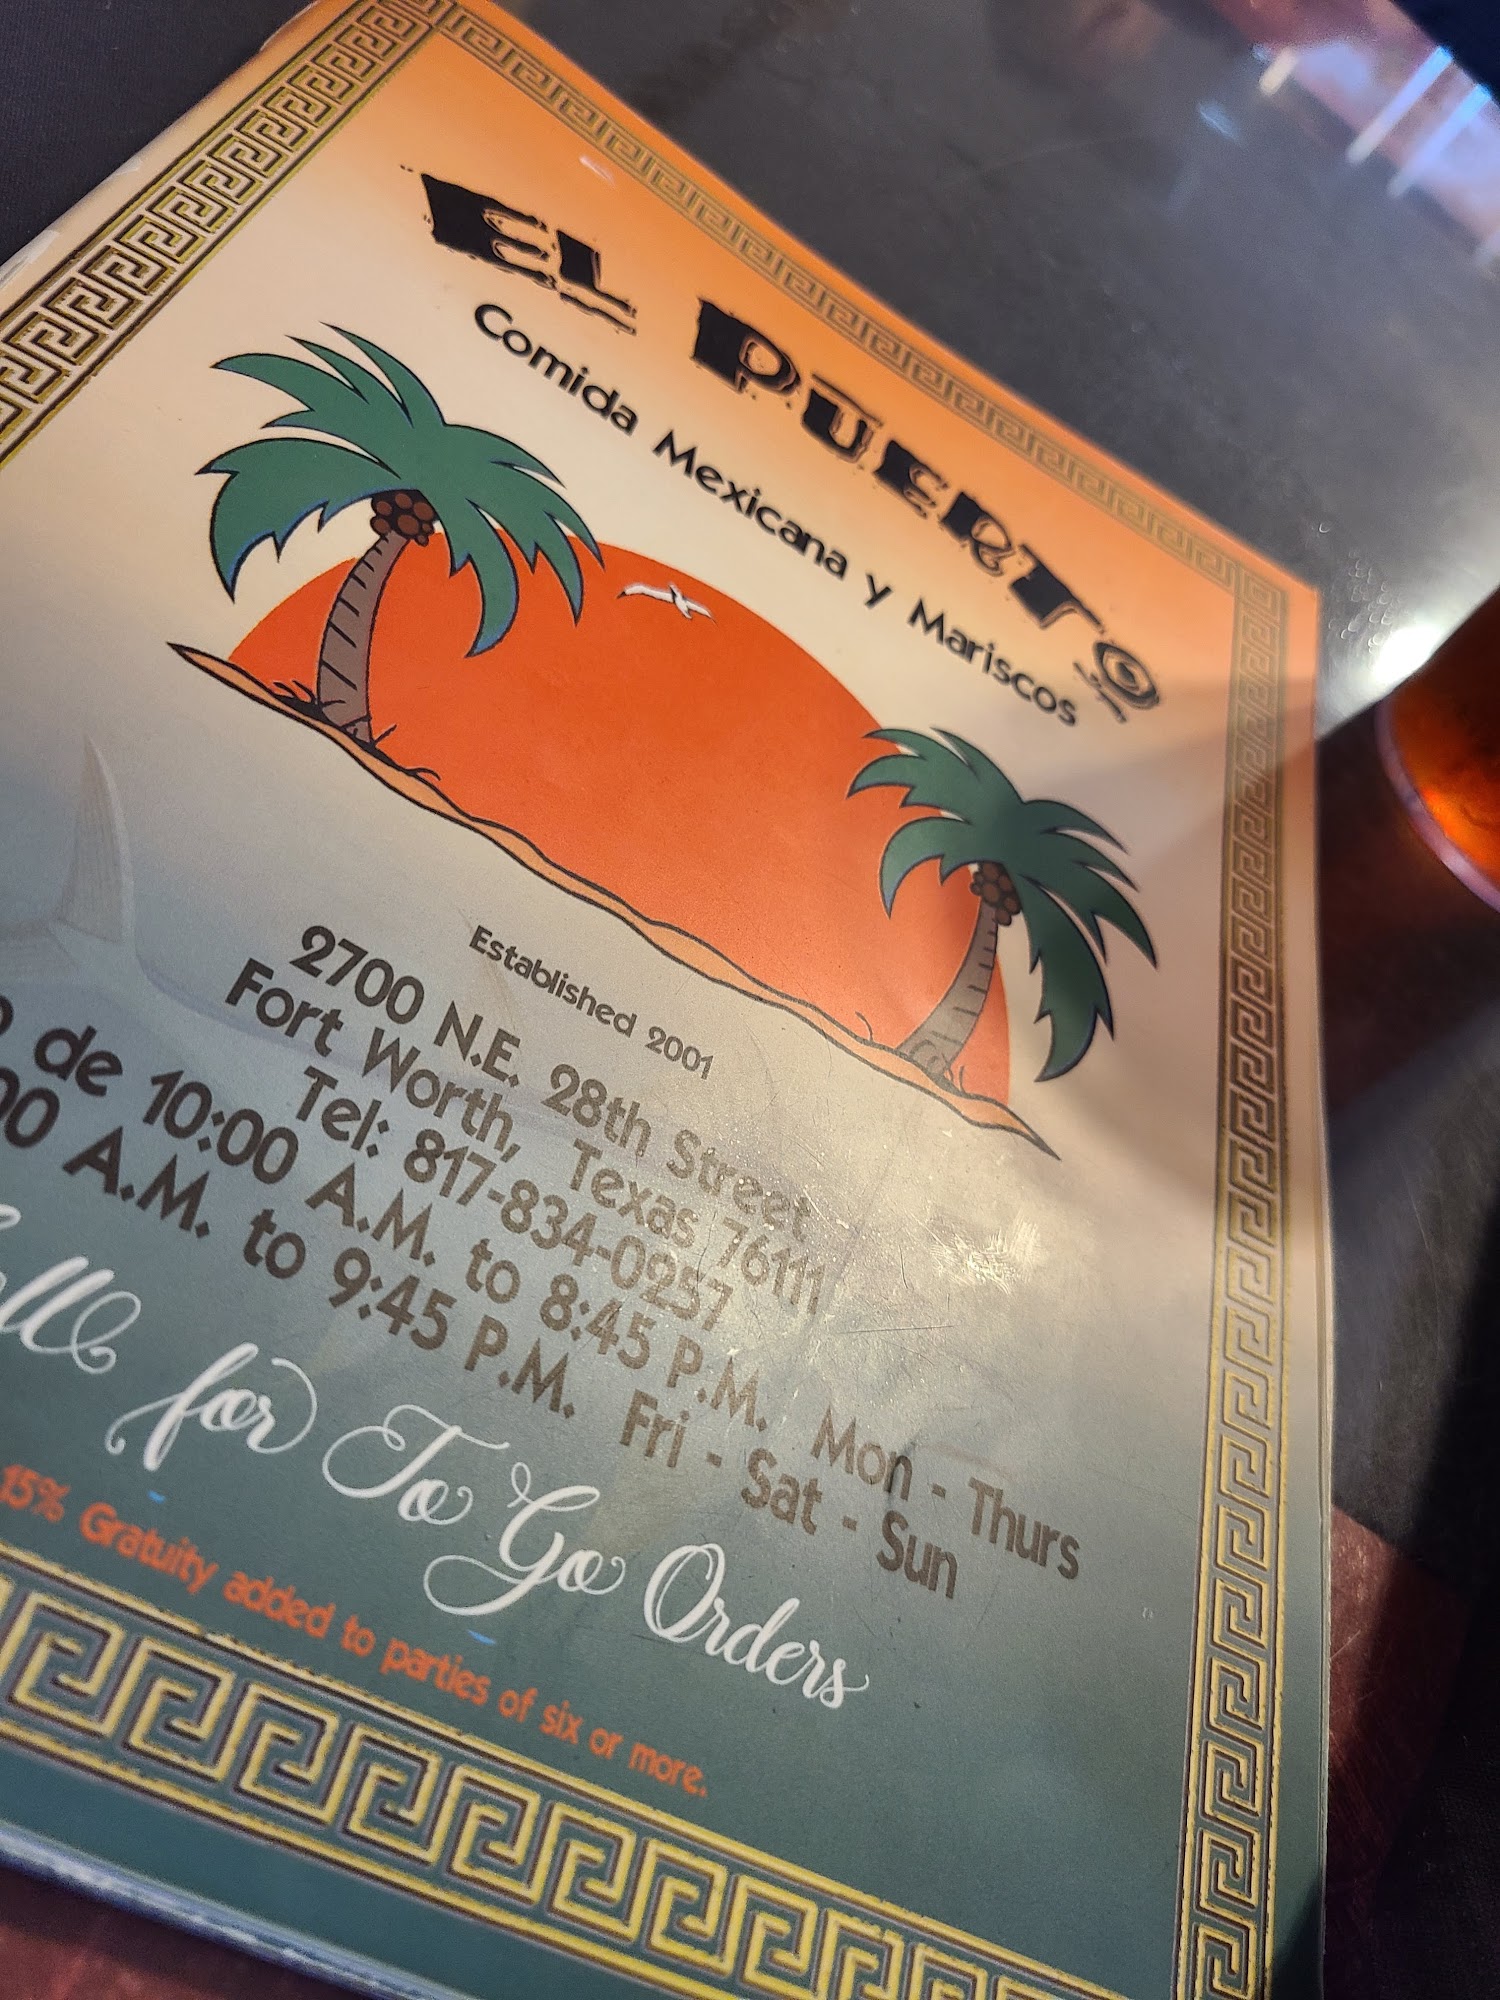 EL PUERTO
Comida Mexicana y Mariscos
Established 2001
2700 N.E. 28th Street
Fort Worth, Texas 76111
Tel: 817-834-0257
de 10:00 A.M. to 8:45 P.M. Mon - Thurs
A.M. to 9:45 P.M. Fri - Sat - Sun
for To Go Orders
15% Gratuity added to parties of six or more.